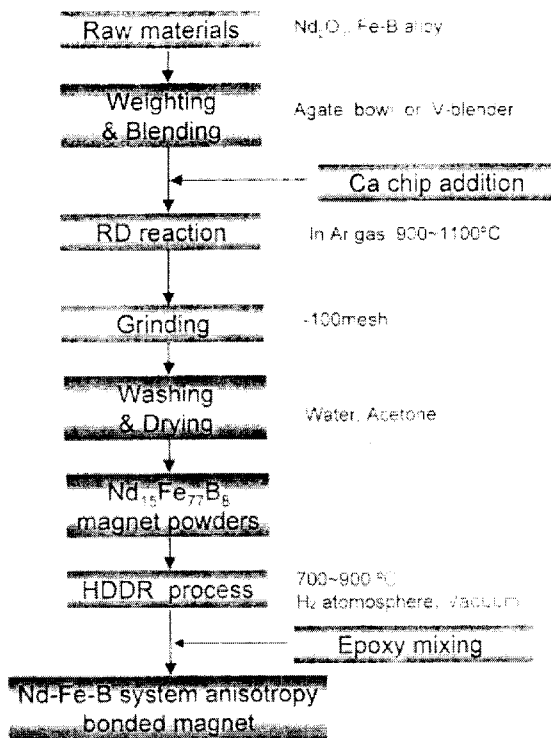 Raw materials
Nd₂O₃, Fe-B alloy
Weighting
& Blending
Agate bowl or V-blender
Ca chip addition
RD reaction
In Ar gas 900~1100ºC
Grinding
-100mesh
Washing
& Drying
Water, Acetone
Nd₁₅Fe₇₇B₈
magnet powders
HDDR process
700~900 ºC
H₂ atomosphere, Vacuum
Epoxy mixing
Nd-Fe-B system anisotropy
bonded magnet